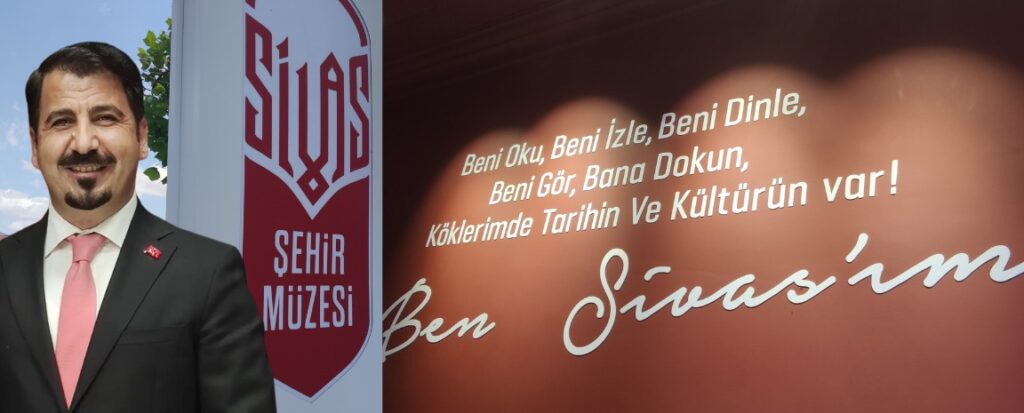 SİVAS
ŞEHİR
MÜZESİ
Beni Oku, Beni İzle, Beni Dinle,
Beni Gör, Bana Dokun,
Köklerimde Tarihin Ve Kültürün var!
Ben Sivas'ım